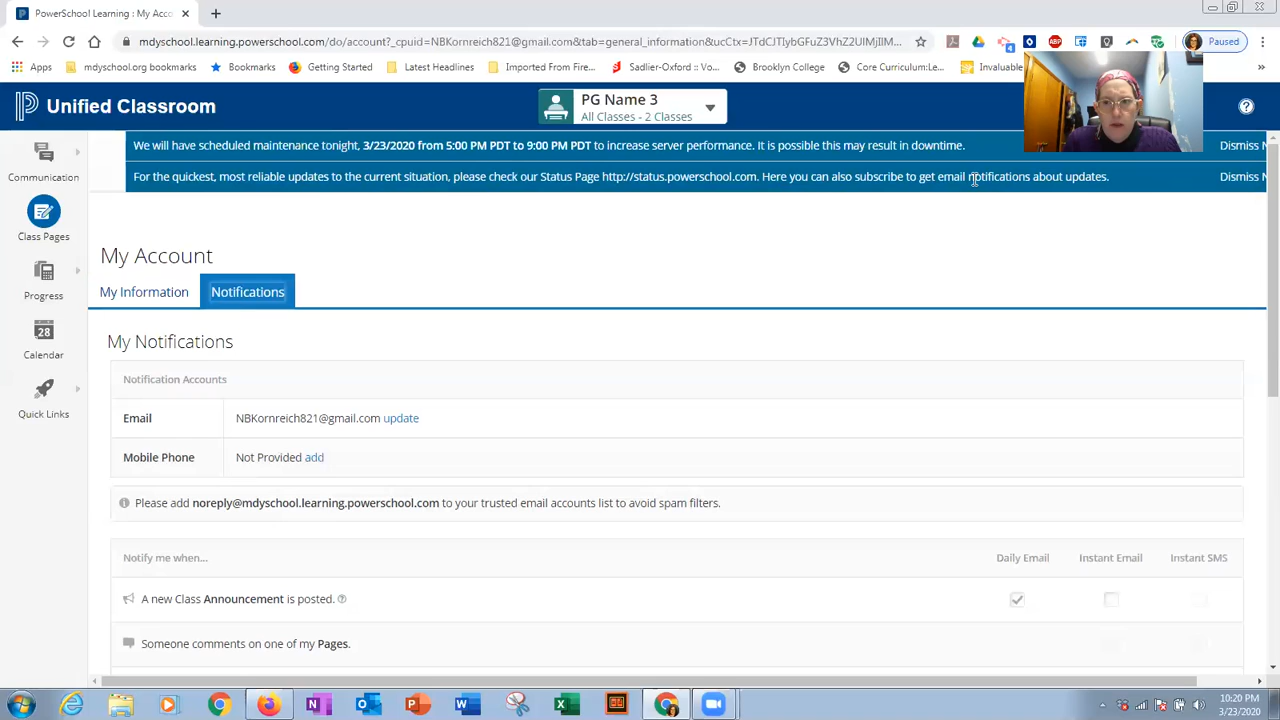 PowerSchool Learning : My Acco
mdyschool.learning.powerschool.com/do/account?_cpuid=NBKornreich821@gmail.com&tab=general_information&ucCtx=
Paused
Apps
mdyschool.org bookmarks
Bookmarks
Getting Started
Latest Headlines
Imported From Fire...
Sadlier-Oxford :: Vo...
Brooklyn College
Core Curriculum:Le...
Invaluable
Unified Classroom
PG Name 3
All Classes - 2 Classes
We will have scheduled maintenance tonight, 3/23/2020 from 5:00 PM PDT to 9:00 PM PDT to increase server performance. It is possible this may result in downtime.
Dismiss N
For the quickest, most reliable updates to the current situation, please check our Status Page http://status.powerschool.com. Here you can also subscribe to get email notifications about updates.
Dismiss N
Communication
Class Pages
Progress
28
Calendar
Quick Links
My Account
My Information
Notifications
My Notifications
Notification Accounts
Email
NBKornreich821@gmail.com update
Mobile Phone
Not Provided add
Please add noreply@mdyschool.learning.powerschool.com to your trusted email accounts list to avoid spam filters.
Notify me when...
Daily Email
Instant Email
Instant SMS
A new Class Announcement is posted.
Someone comments on one of my Pages.
10:20 PM
3/23/2020